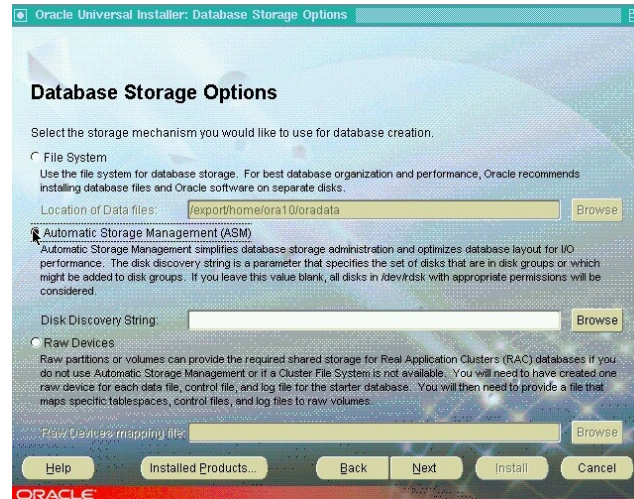 Oracle Universal Installer: Database Storage Options
Database Storage Options
Select the storage mechanism you would like to use for database creation.
File System
Use the file system for database storage. For best database organization and performance, Oracle recommends
installing database files and Oracle software on separate disks.
Location of Data files:
/export/home/ora10/oradata
Browse
Automatic Storage Management (ASM)
Automatic Storage Management simplifies database storage administration and optimizes database layout for I/O
performance. The disk discovery string is a parameter that specifies the set of disks that are in disk groups or which
might be added to disk groups. If you leave this value blank, all disks in /dev/rdsk with appropriate permissions will be
considered.
Disk Discovery String:
Browse
Raw Devices
Raw partitions or volumes can provide the required shared storage for Real Application Clusters (RAC) databases if you
do not use Automatic Storage Management or if a Cluster File System is not available. You will need to have created one
raw device for each data file, control file, and log file for the starter database. You will then need to provide a file that
maps specific tablespaces, control files, and log files to raw volumes.
Raw Devices mapping file:
Browse
Help
Installed Products...
Back
Next
Install
Cancel
ORACLE